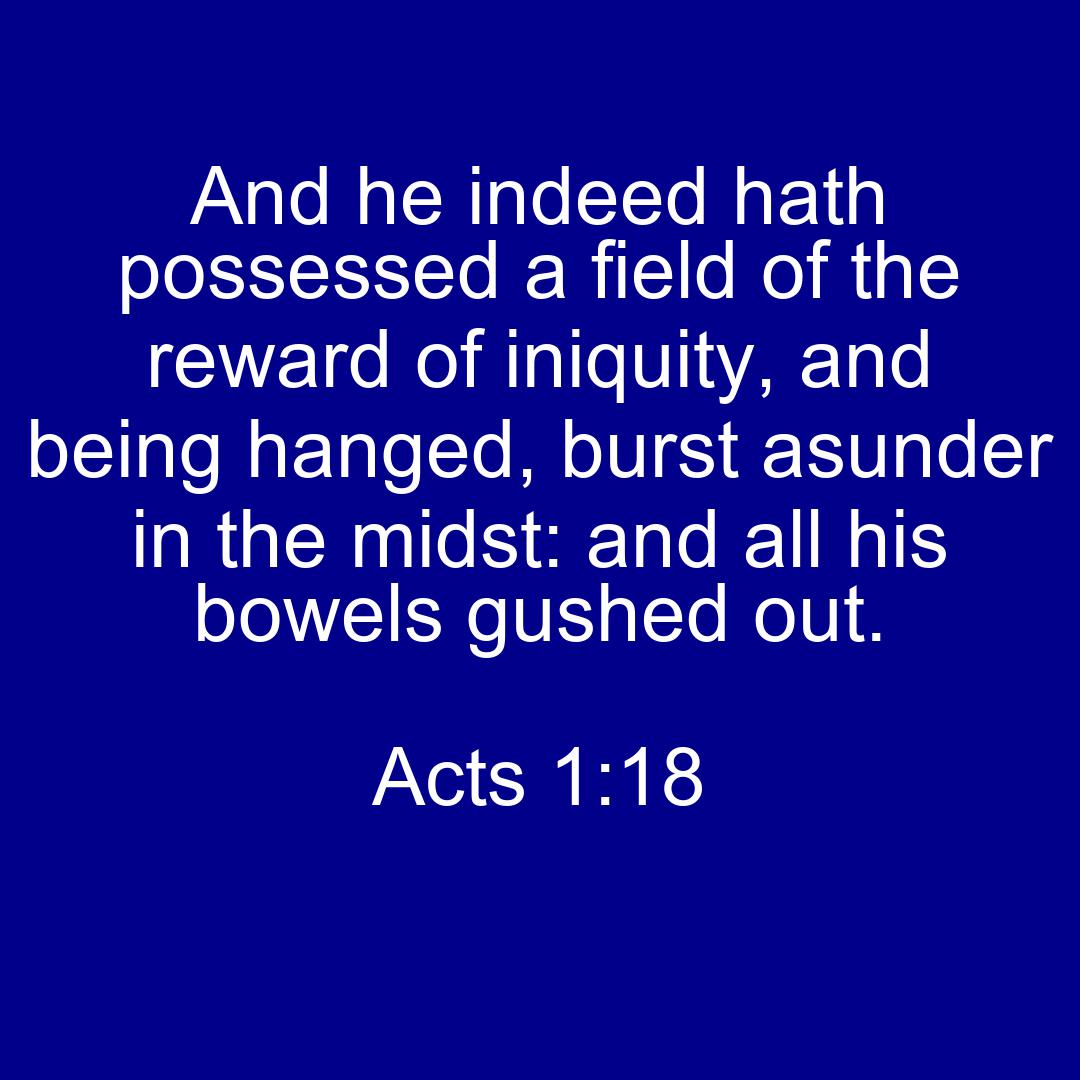 And he indeed hath
possessed a field of the
reward of iniquity, and
being hanged, burst asunder
in the midst: and all his
bowels gushed out.
Acts 1:18